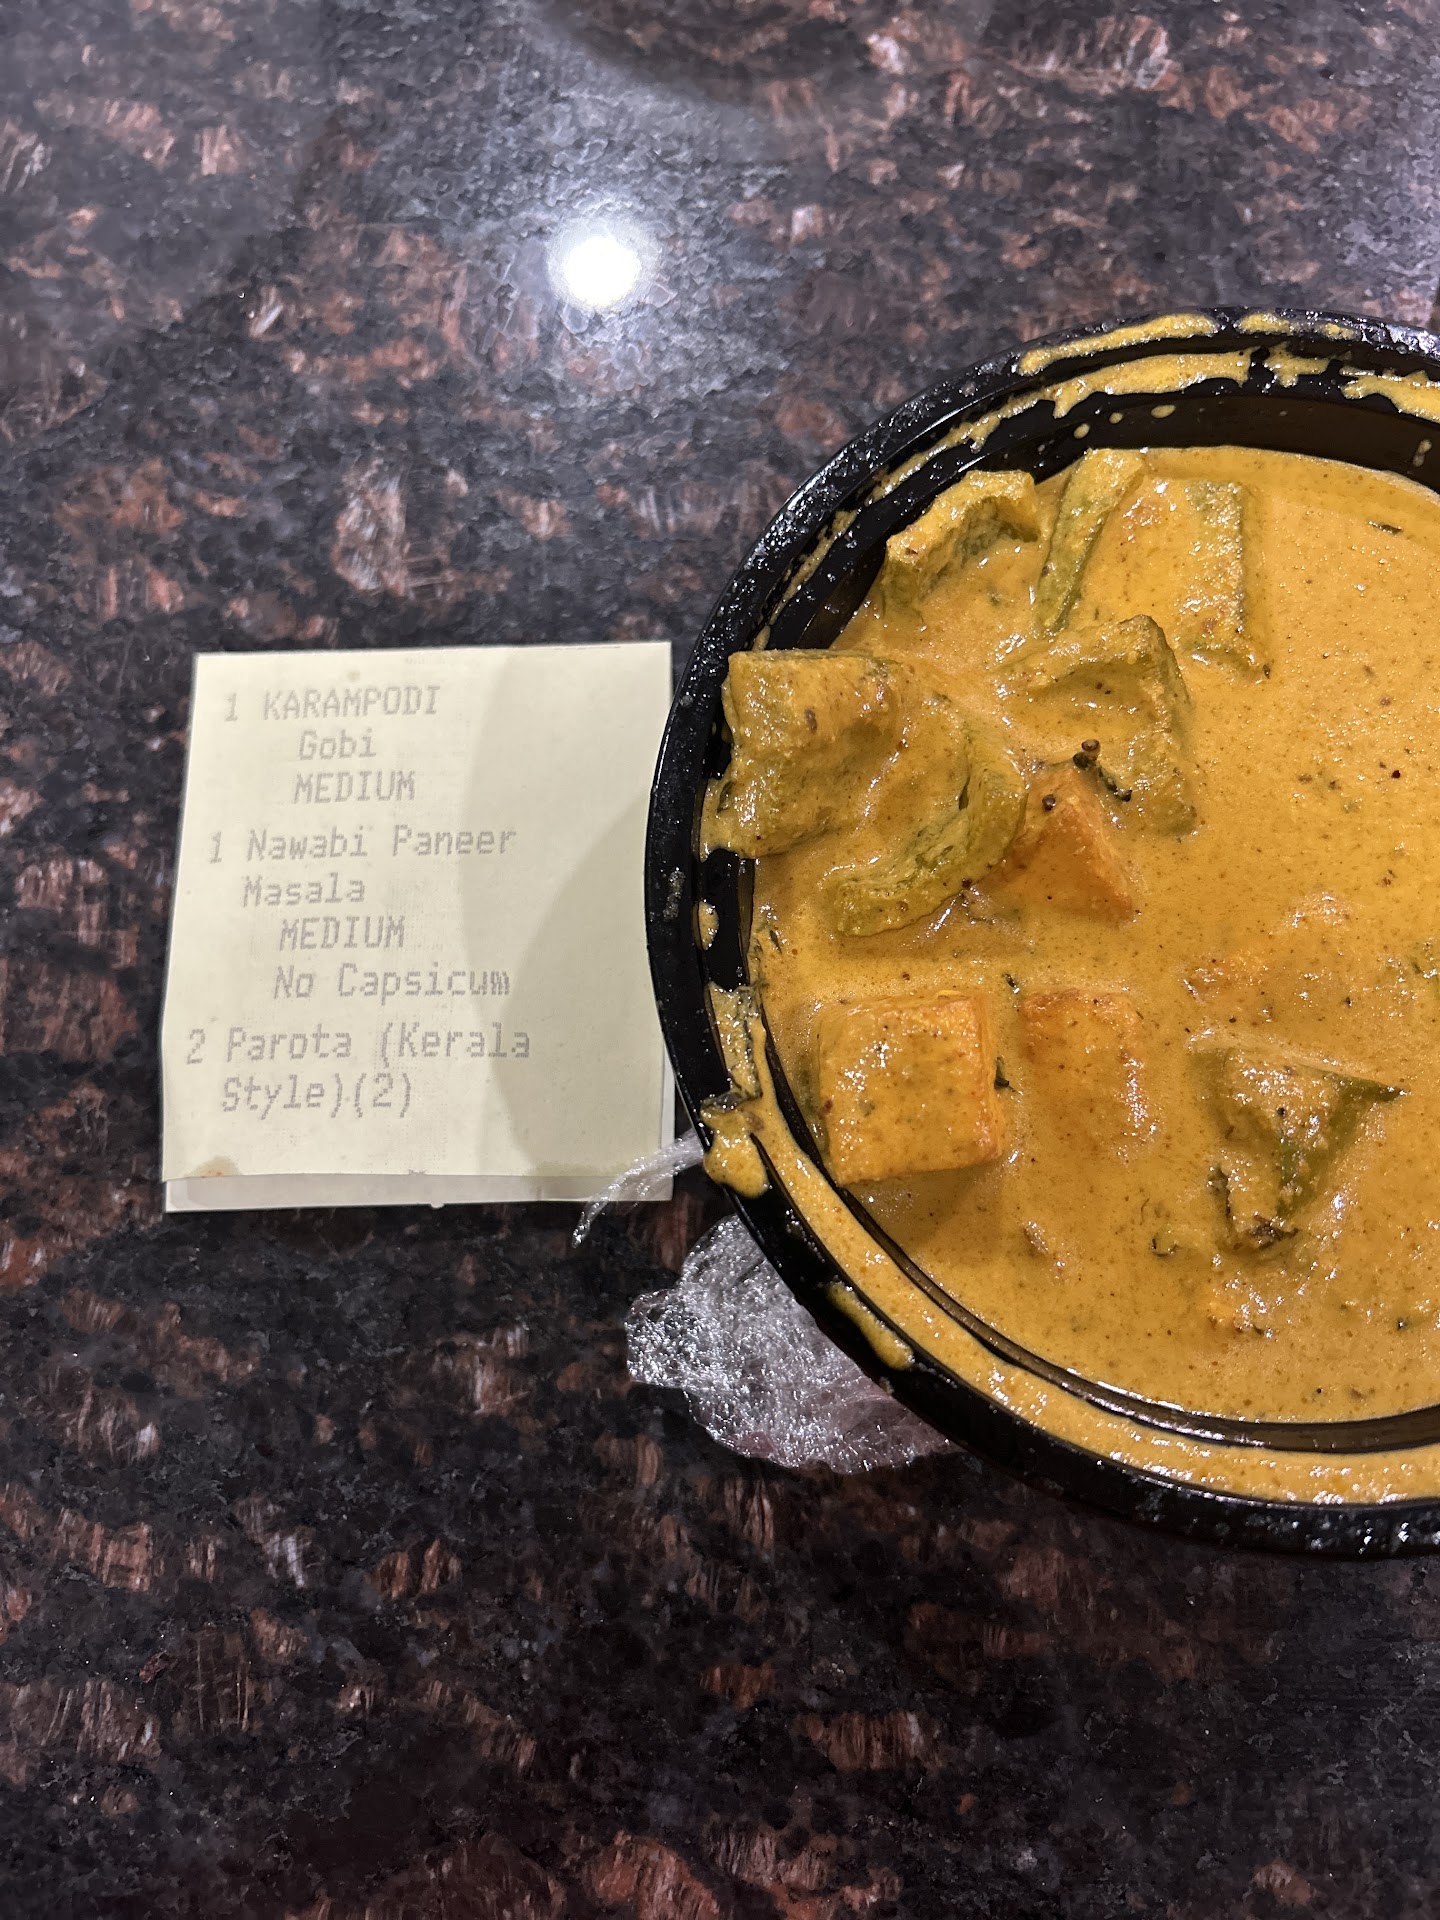 1 KARAMPODI
Gobi
MEDIUM
1 Nawabi Paneer
Masala
MEDIUM
No Capsicum
2 Parota (Kerala
Style)(2)